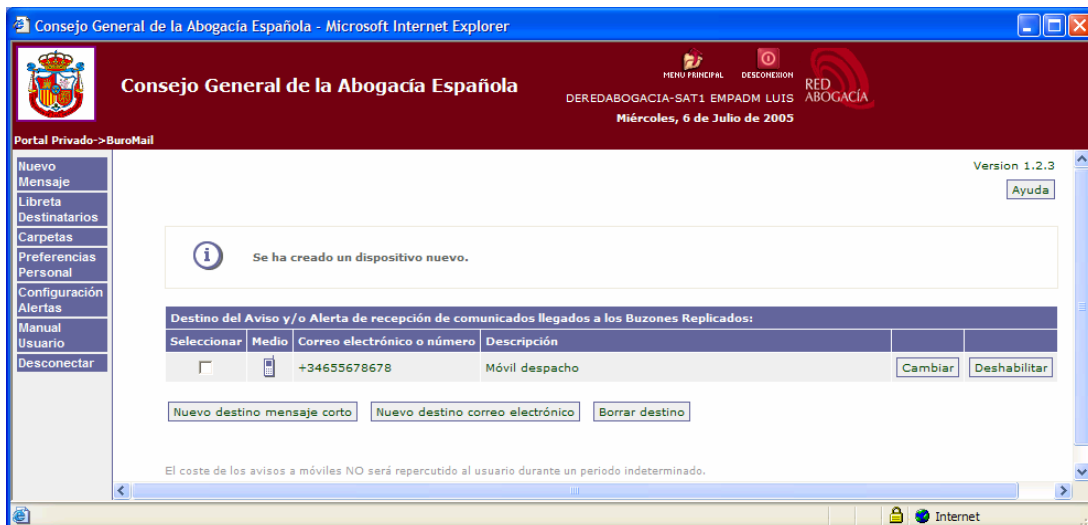 Consejo General de la Abogacía Española - Microsoft Internet Explorer
MENU PRINCIPAL DESCONEXION
Consejo General de la Abogacía Española
RED
ABOGACÍA
DEREDABOGACIA-SAT1 EMPADM LUIS
Miércoles, 6 de Julio de 2005
Portal Privado->BuroMail
Nuevo
Mensaje
Libreta
Destinatarios
Carpetas
Preferencias
Personal
Configuración
Alertas
Manual
Usuario
Desconectar
Version 1.2.3
Ayuda
Se ha creado un dispositivo nuevo.
Destino del Aviso y/o Alerta de recepción de comunicados llegados a los Buzones Replicados:
Seleccionar Medio Correo electrónico o número Descripción
+34655678678 Móvil despacho Cambiar Deshabilitar
Nuevo destino mensaje corto Nuevo destino correo electrónico Borrar destino
El coste de los avisos a móviles NO será repercutido al usuario durante un periodo indeterminado.
Internet